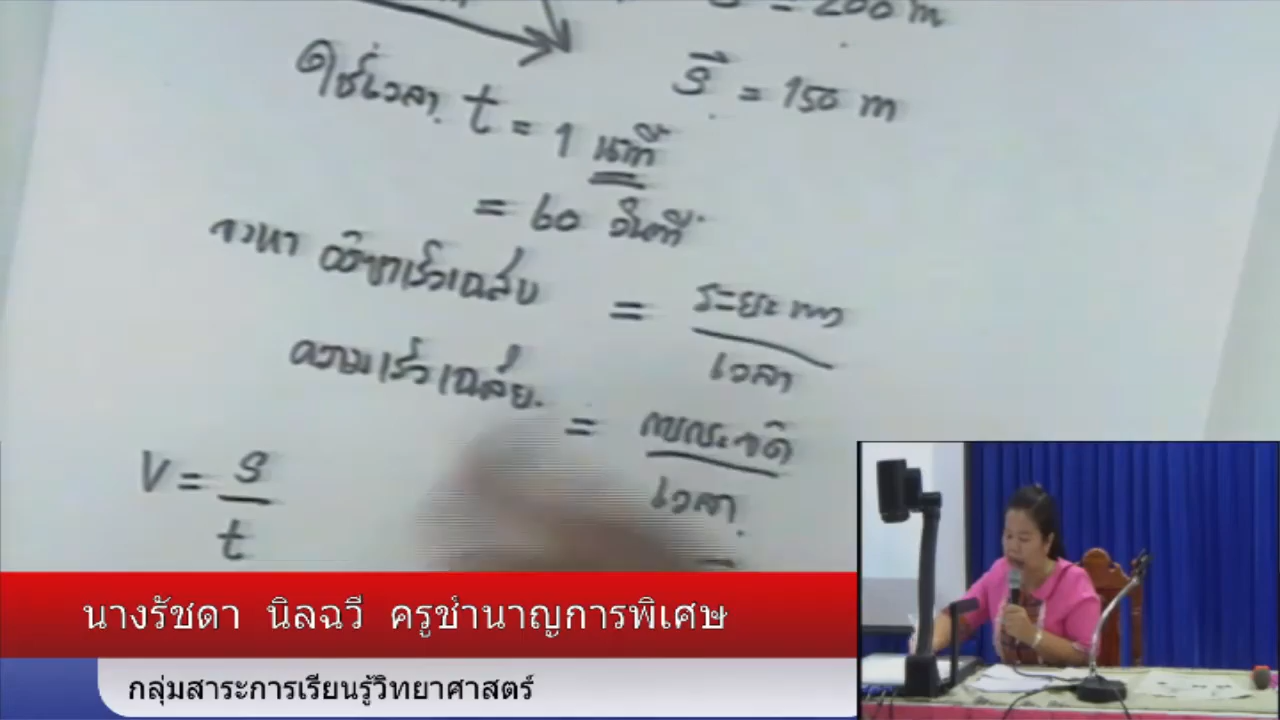 S = 200 m
ใช้เวลา t = 1 นาที
S = 150 m
= 60 วินาที
จงหา อัตราเร็วเฉลี่ย = ระยะทาง
เวลา
ความเร็วเฉลี่ย = การกระจัด
เวลา
V = S
t
นางรัชดา นิลฉวี ครูชำนาญการพิเศษ
กลุ่มสาระการเรียนรู้วิทยาศาสตร์